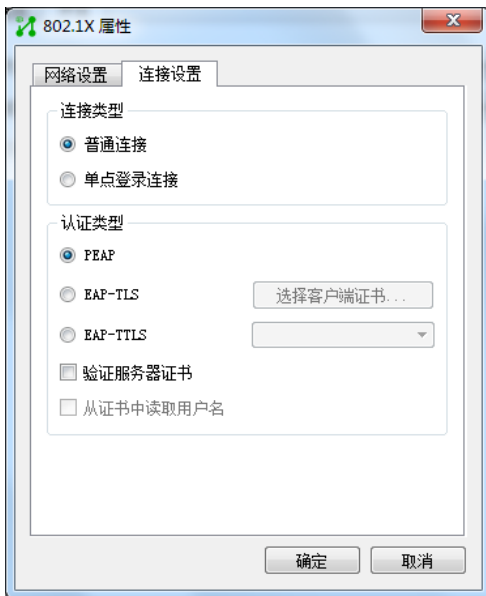 802.1X 属性
网络设置 连接设置
连接类型
普通连接
单点登录连接
认证类型
PEAP
EAP-TLS 选择客户端证书...
EAP-TTLS
验证服务器证书
从证书中读取用户名
确定 取消